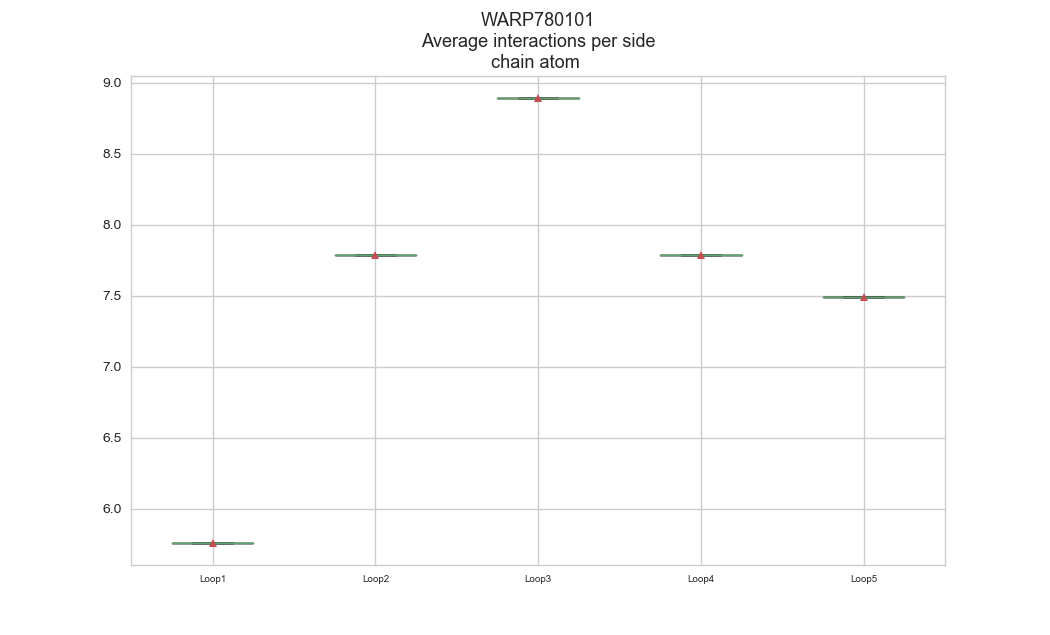 WARP780101
Average interactions per side
chain atom
9.0
8.5
8.0
7.5
7.0
6.5
6.0
Loop1
Loop2
Loop3
Loop4
Loop5